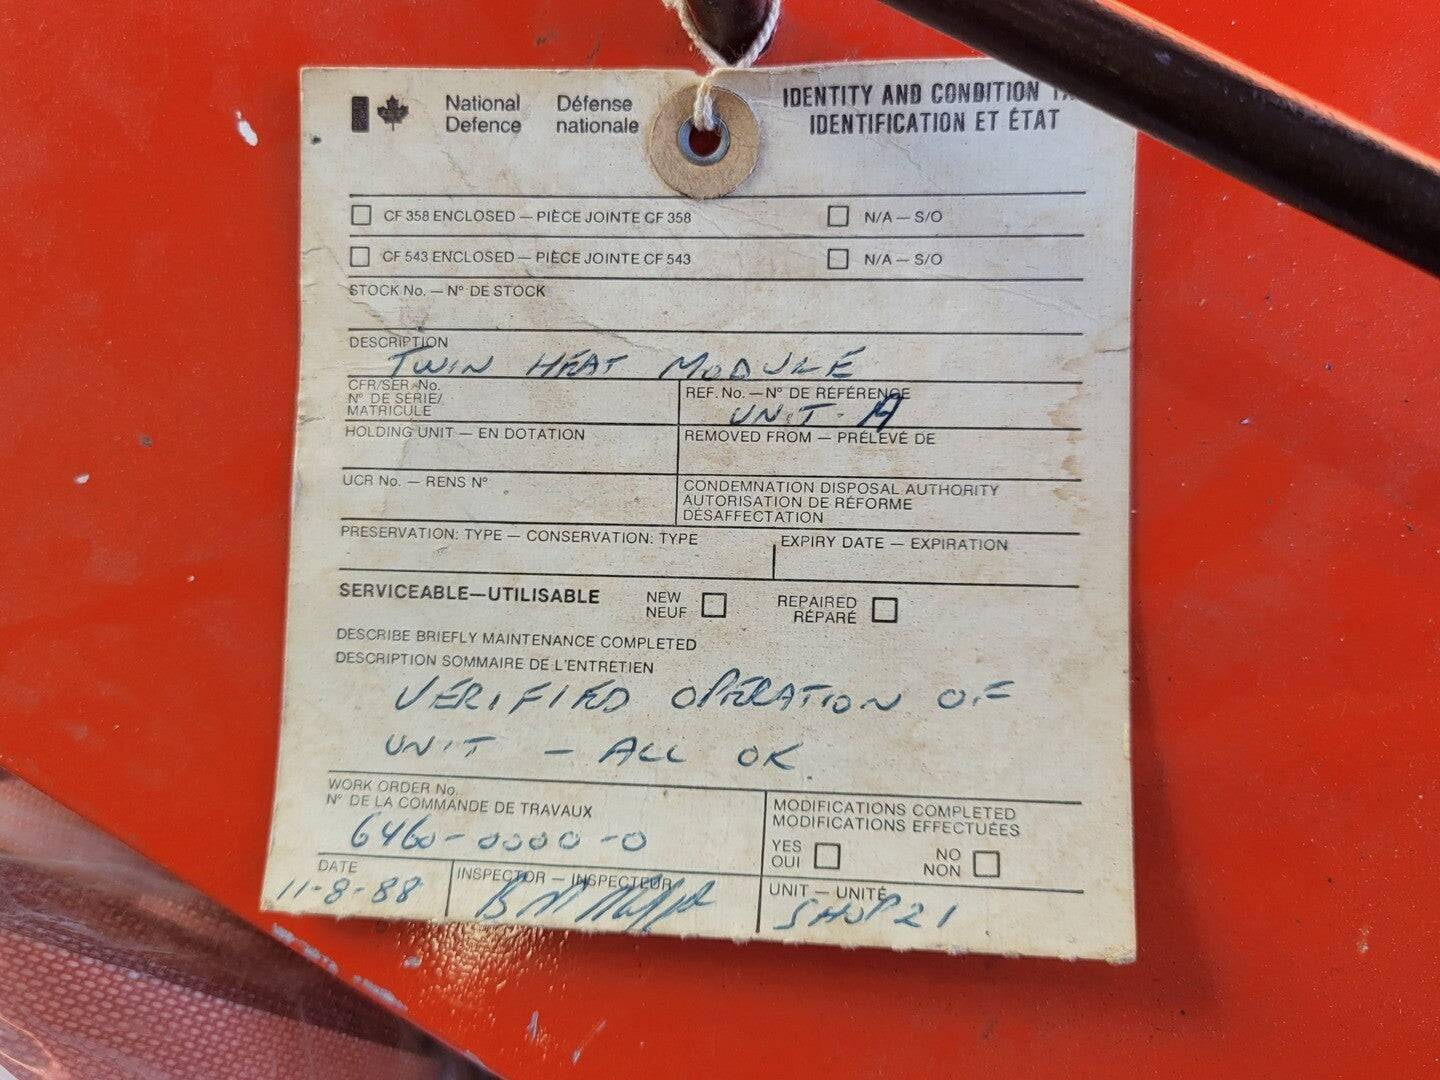 National Defence
Défense nationale
IDENTITY AND CONDITION
IDENTIFICATION ET ÉTAT
CF 358 ENCLOSED — PIÈCE JOINTE CF 358 N/A — S/O
CF 543 ENCLOSED — PIÈCE JOINTE CF 543 N/A — S/O
STOCK No. — Nº DE STOCK
DESCRIPTION
TWIN HEAT MODULE
CFR/SER. No.
Nº DE SÉRIE/
MATRICULE
REF. No. — Nº DE RÉFÉRENCE
UNIT - A
HOLDING UNIT — EN DOTATION
REMOVED FROM — PRÉLEVÉ DE
UCR No. — RENS Nº
CONDEMNATION DISPOSAL AUTHORITY
AUTORISATION DE RÉFORME
DÉSAFFECTATION
PRESERVATION: TYPE — CONSERVATION: TYPE
EXPIRY DATE — EXPIRATION
SERVICEABLE—UTILISABLE
NEW
NEUF
REPAIRED
RÉPARÉ
DESCRIBE BRIEFLY MAINTENANCE COMPLETED
DESCRIPTION SOMMAIRE DE L'ENTRETIEN
VERIFIED OPERATION OF
UNIT - ALL OK.
WORK ORDER No.
Nº DE LA COMMANDE DE TRAVAUX
6460-0000-0
MODIFICATIONS COMPLETED
MODIFICATIONS EFFECTUÉES
YES
OUI
NO
NON
DATE
11-8-88
INSPECTOR — INSPECTEUR
UNIT — UNITÉ
SHOP 21